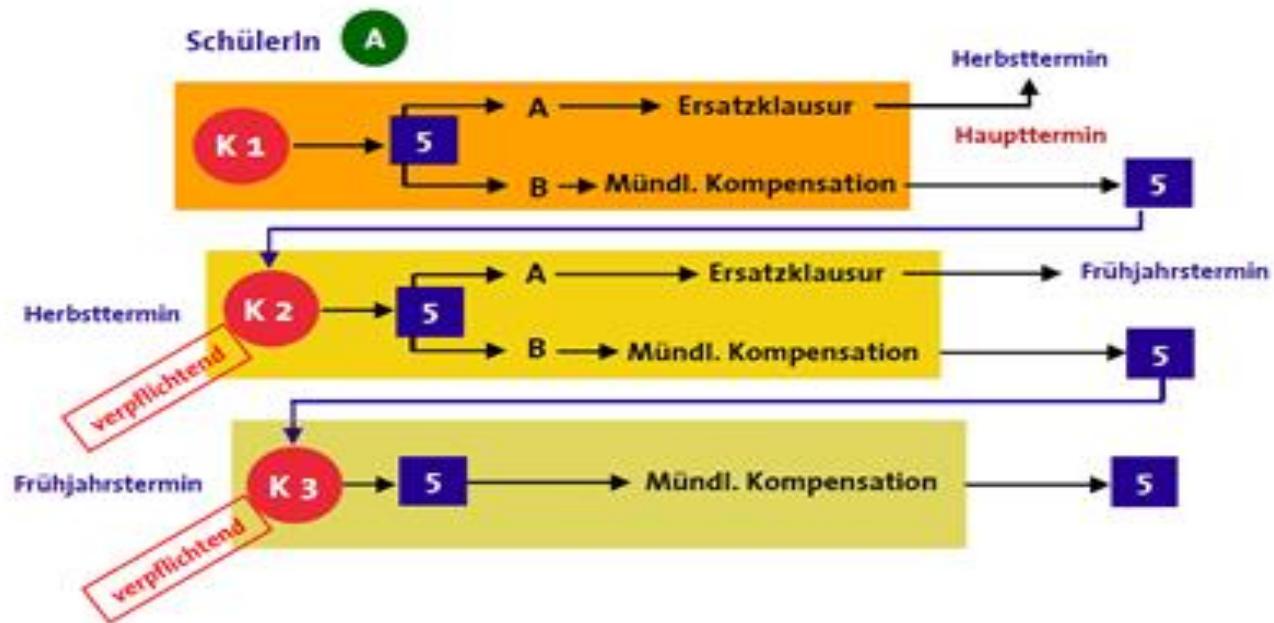 SchülerIn A
Herbsttermin
A Ersatzklausur
K 1 5
Haupttermin
B Mündl. Kompensation 5
A Ersatzklausur Frühjahrstermin
Herbsttermin K 2 5
B Mündl. Kompensation 5
verpflichtend
Frühjahrstermin K 3 5 Mündl. Kompensation 5
verpflichtend